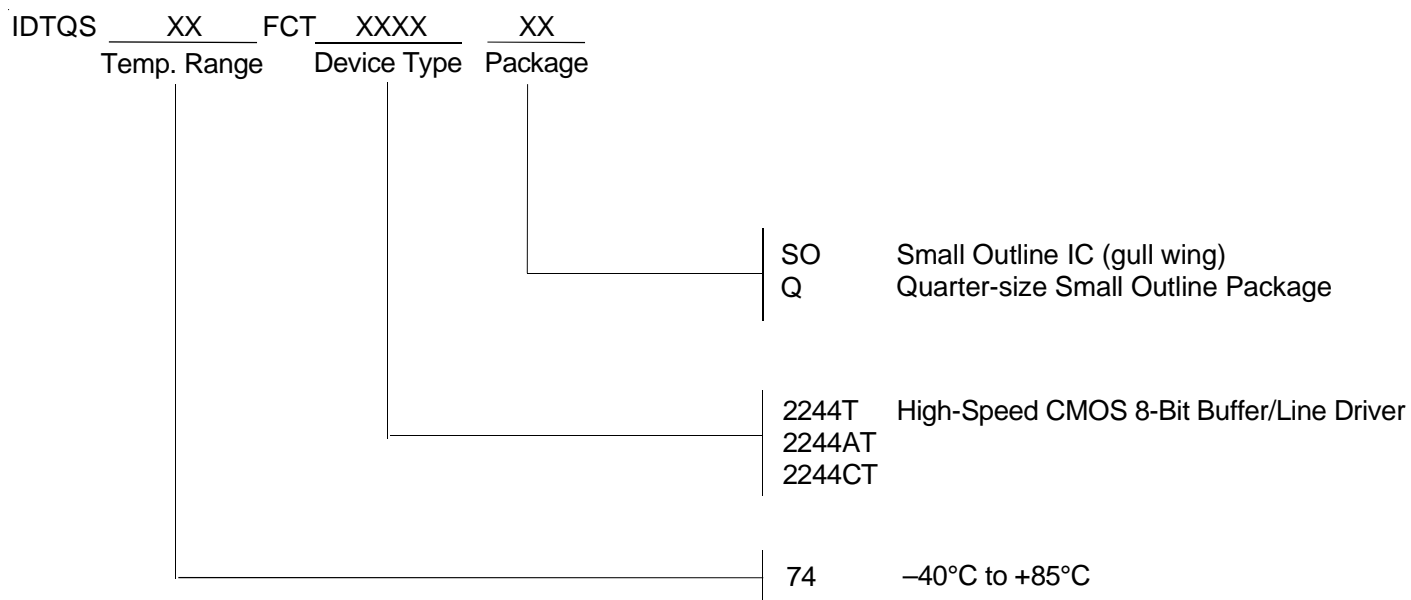 IDTQS XX FCT XXXX XX
Temp. Range Device Type Package
SO Small Outline IC (gull wing)
Q Quarter-size Small Outline Package
2244T High-Speed CMOS 8-Bit Buffer/Line Driver
2244AT
2244CT
74 –40°C to +85°C